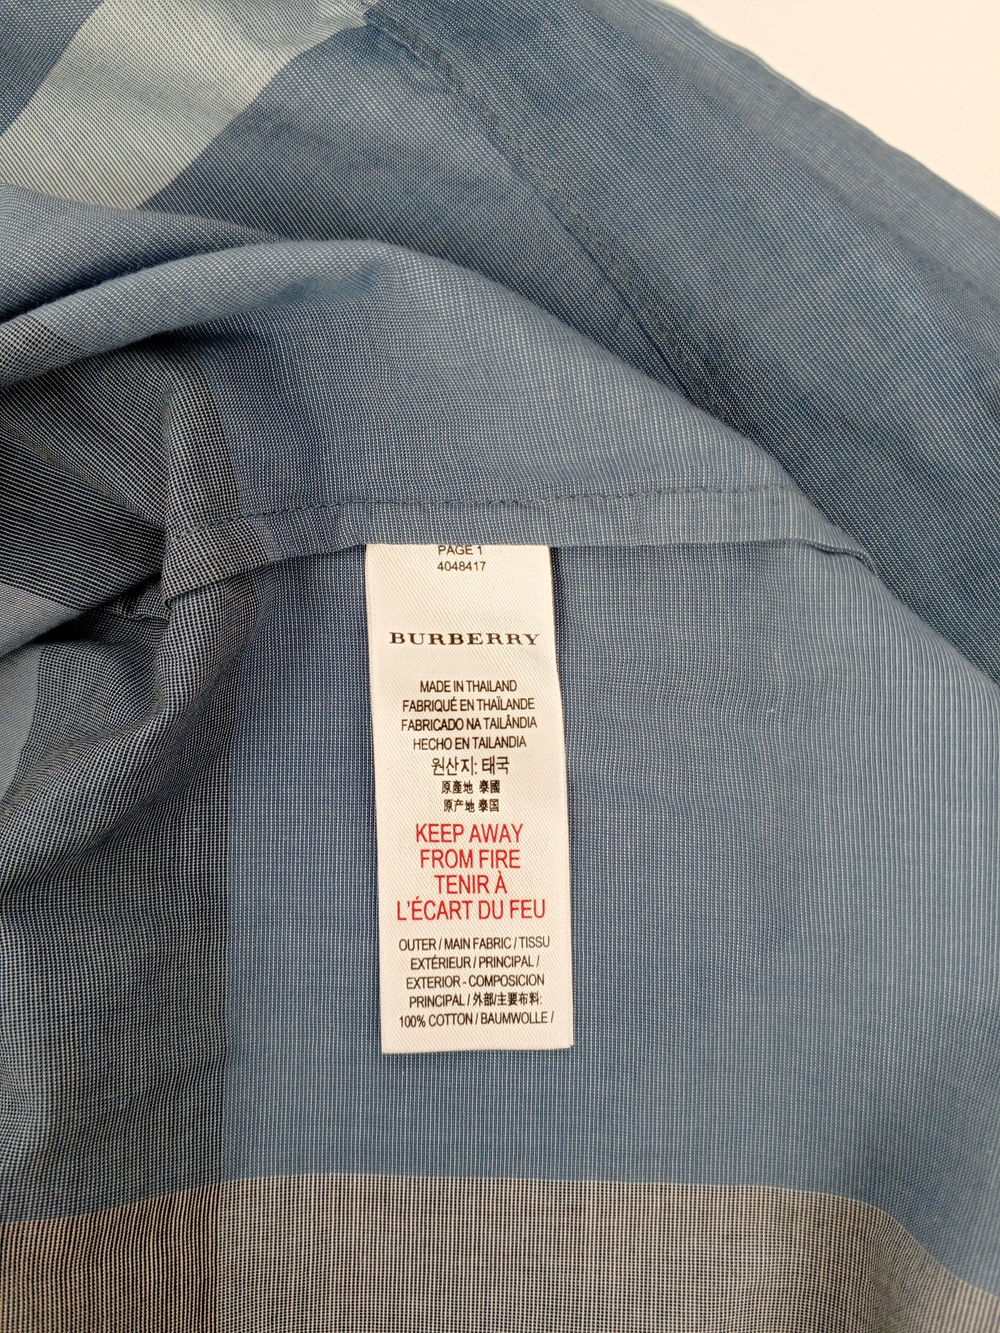 PAGE 1
4048417
BURBERRY
MADE IN THAILAND
FABRIQUÉ EN THAÏLANDE
FABRICADO NA TAILÂNDIA
HECHO EN TAILANDIA
원산지: 태국
原產地 泰國
原产地 泰国
KEEP AWAY
FROM FIRE
TENIR À
L'ÉCART DU FEU
OUTER / MAIN FABRIC / TISSU
EXTÉRIEUR / PRINCIPAL /
EXTERIOR - COMPOSICION
PRINCIPAL / 外部/主要布料:
100% COTTON / BAUMWOLLE /